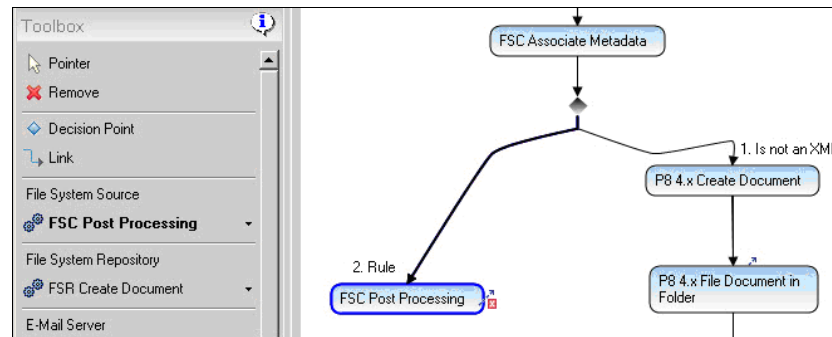 Toolbox
Pointer
Remove
Decision Point
Link
File System Source
FSC Post Processing
File System Repository
FSR Create Document
E-Mail Server
FSC Associate Metadata
1. Is not an XML
P8 4.x Create Document
2. Rule
FSC Post Processing
P8 4.x File Document in
Folder